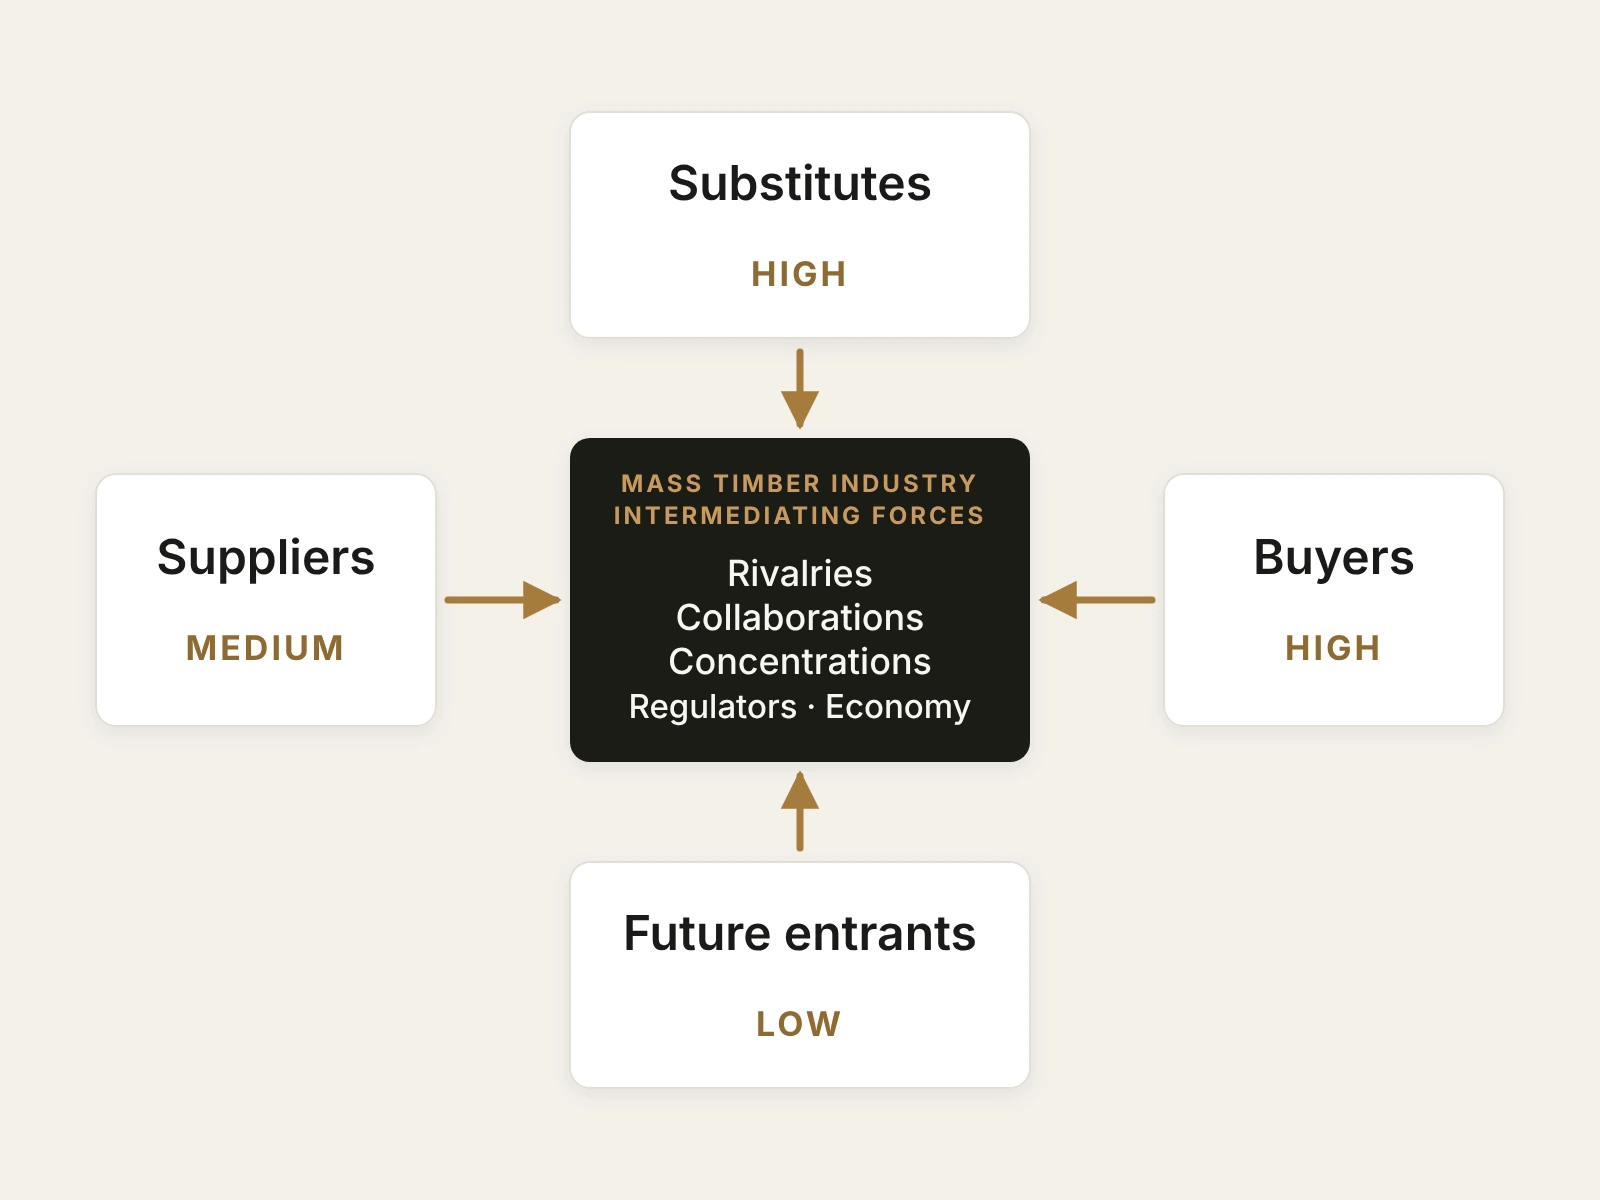 Substitutes
HIGH
MASS TIMBER INDUSTRY
INTERMEDIATING FORCES
Rivalries
Collaborations
Concentrations
Regulators · Economy
Suppliers
MEDIUM
Buyers
HIGH
Future entrants
LOW